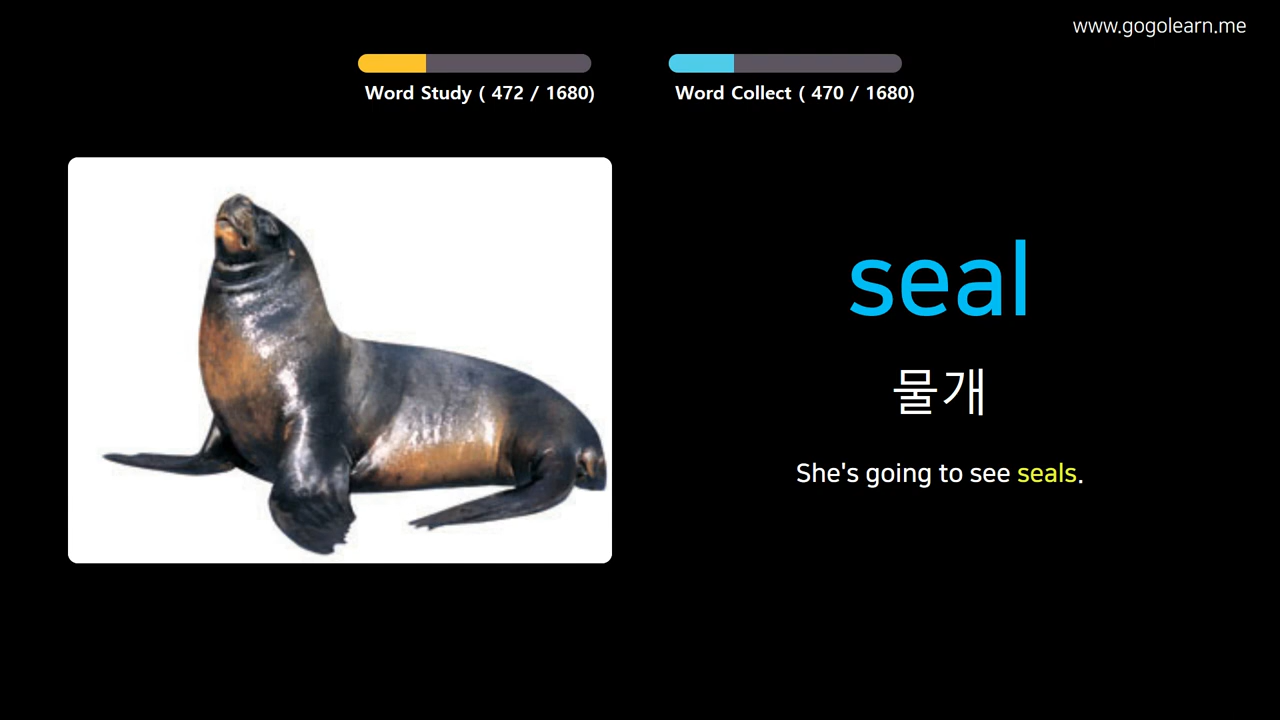 www.gogolearn.me
Word Study ( 472 / 1680)
Word Collect ( 470 / 1680)
seal
물개
She's going to see seals.